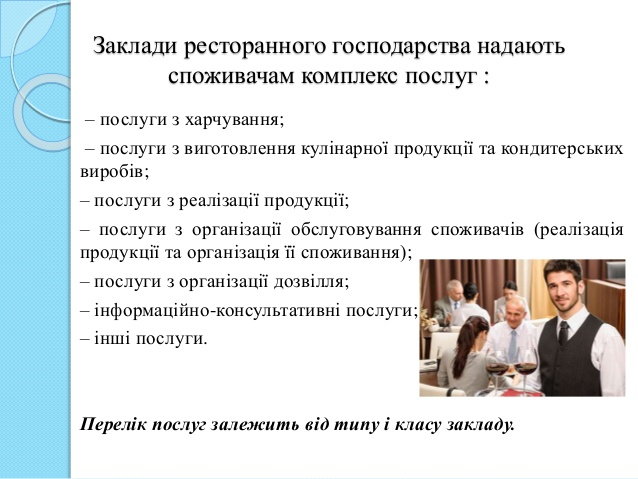 Заклади ресторанного господарства надають
споживачам комплекс послуг :
– послуги з харчування;
– послуги з виготовлення кулінарної продукції та кондитерських
виробів;
– послуги з реалізації продукції;
– послуги з організації обслуговування споживачів (реалізація
продукції та організація її споживання);
– послуги з організації дозвілля;
– інформаційно-консультативні послуги;
– інші послуги.
Перелік послуг залежить від типу і класу закладу.